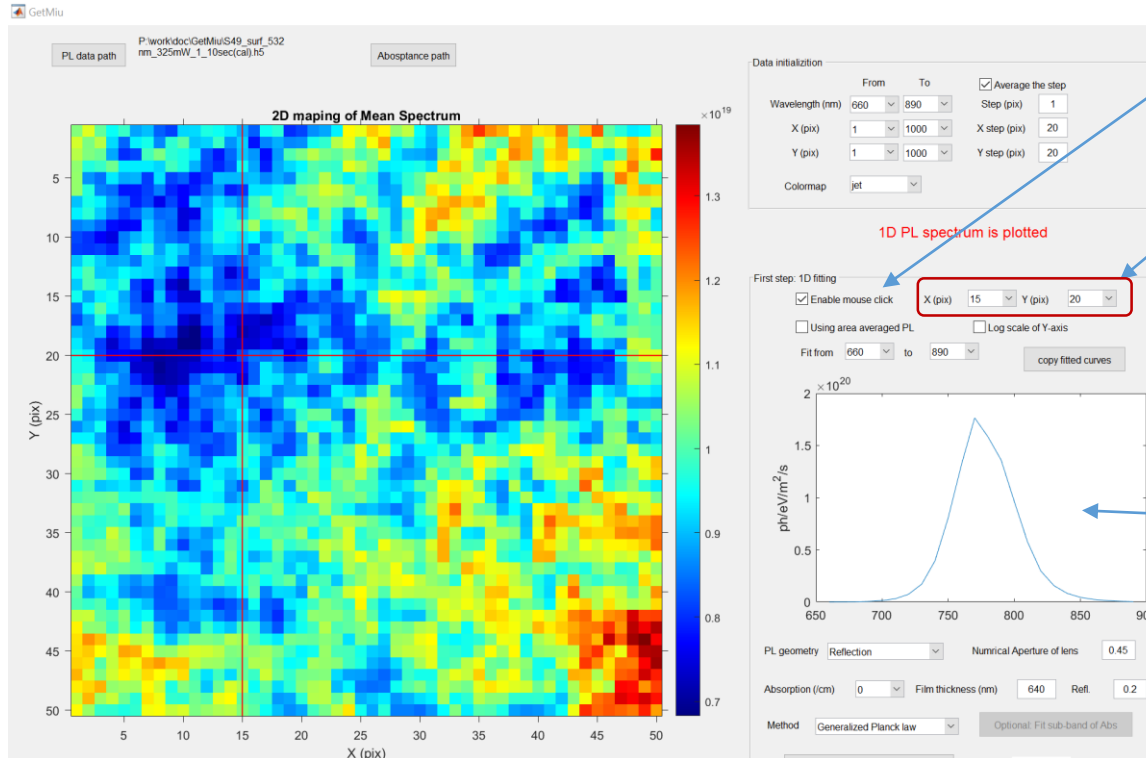 GetMiu
PL data path
P:\work\doc\GetMiu\S49_surf_532
nm_325mW_1_10sec(cal).h5
Abosptance path
2D maping of Mean Spectrum
×10^19
5
10
15
20
25
30
35
40
45
50
Y (pix)
5
10
15
20
25
30
35
40
45
50
X (pix)
1.3
1.2
1.1
1
0.9
0.8
0.7
Data initializition
From To
Average the step
Wavelength (nm) 660 890 Step (pix) 1
X (pix) 1 1000 X step (pix) 20
Y (pix) 1 1000 Y step (pix) 20
Colormap jet
1D PL spectrum is plotted
First step: 1D fitting
Enable mouse click X (pix) 15 Y (pix) 20
Using area averaged PL Log scale of Y-axis
Fit from 660 to 890 copy fitted curves
×10^20
2
1.5
1
0.5
0
ph/eV/m²/s
650 700 750 800 850 900
PL geometry Reflection Numrical Aperture of lens 0.45
Absorption (/cm) 0 Film thickness (nm) 640 Refl. 0.2
Method Generalized Planck law Optional: Fit sub-band of Abs